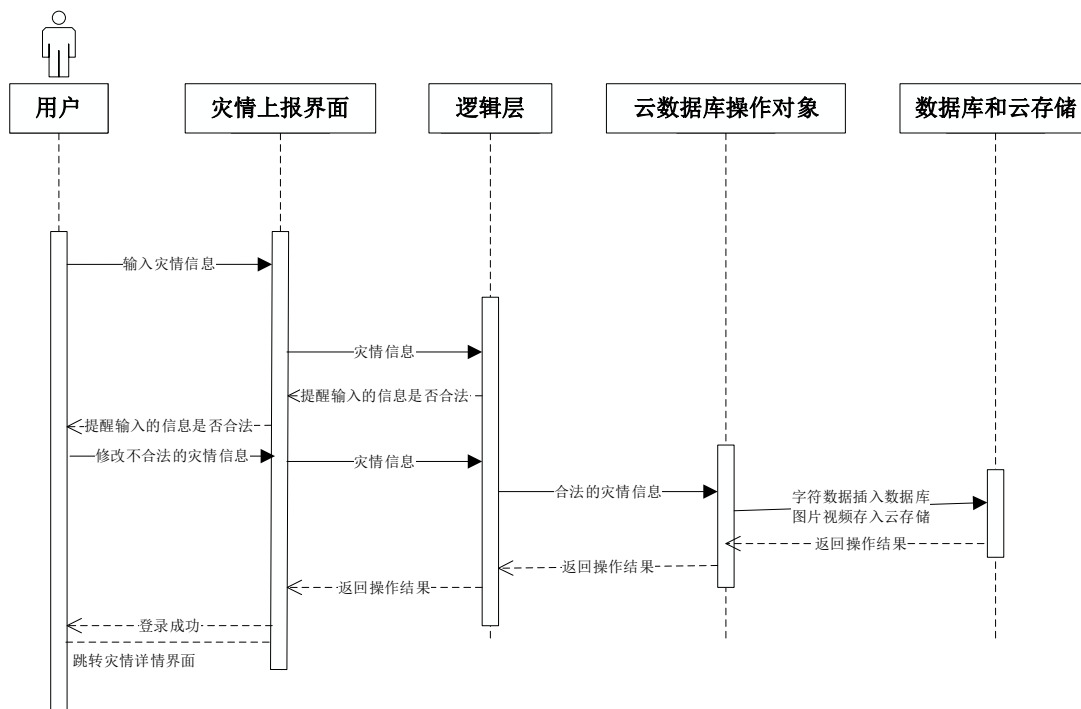 用户
灾情上报界面
逻辑层
云数据库操作对象
数据库和云存储
输入灾情信息
灾情信息
提醒输入的信息是否合法
提醒输入的信息是否合法
修改不合法的灾情信息
灾情信息
合法的灾情信息
字符数据插入数据库
图片视频存入云存储
返回操作结果
返回操作结果
返回操作结果
登录成功
跳转灾情详情界面